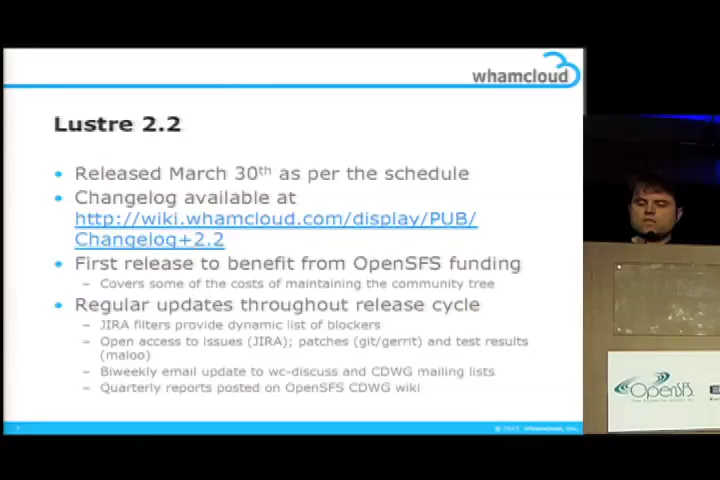 whamcloud
Lustre 2.2
• Released March 30th as per the schedule
• Changelog available at
http://wiki.whamcloud.com/display/PUB/
Changelog+2.2
• First release to benefit from OpenSFS funding
– Covers some of the costs of maintaining the community tree
• Regular updates throughout release cycle
– JIRA filters provide dynamic list of blockers
– Open access to issues (JIRA); patches (git/gerrit) and test results
(maloo)
– Biweekly email update to wc-discuss and CDWG mailing lists
– Quarterly reports posted on OpenSFS CDWG wiki
whamcloud, Inc.
OpenSFS